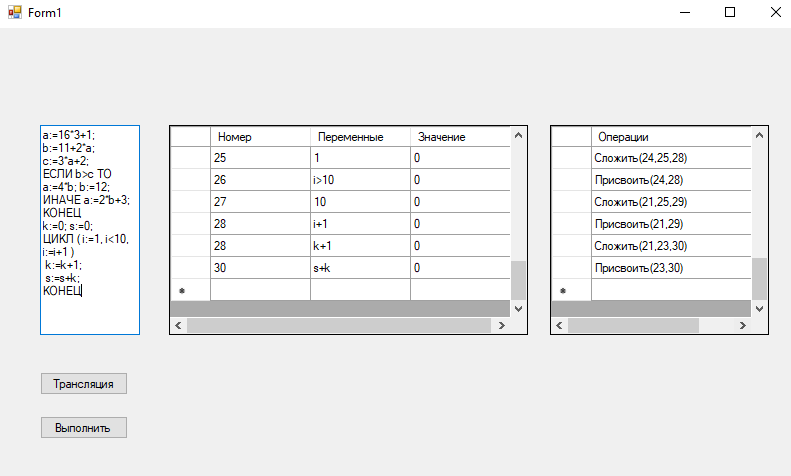 Form1
a:=16*3+1;
b:=11+2*a;
c:=3*a+2;
ЕСЛИ b>c ТО
a:=4*b; b:=12;
ИНАЧЕ a:=2*b+3;
КОНЕЦ
k:=0; s:=0;
ЦИКЛ ( i:=1, i<10,
i:=i+1 )
k:=k+1;
s:=s+k;
КОНЕЦ
Номер Переменные Значение
25 1 0
26 i>10 0
27 10 0
28 i+1 0
28 k+1 0
30 s+k 0
Операции
Сложить(24,25,28)
Присвоить(24,28)
Сложить(21,25,29)
Присвоить(21,29)
Сложить(21,23,30)
Присвоить(23,30)
Трансляция
Выполнить